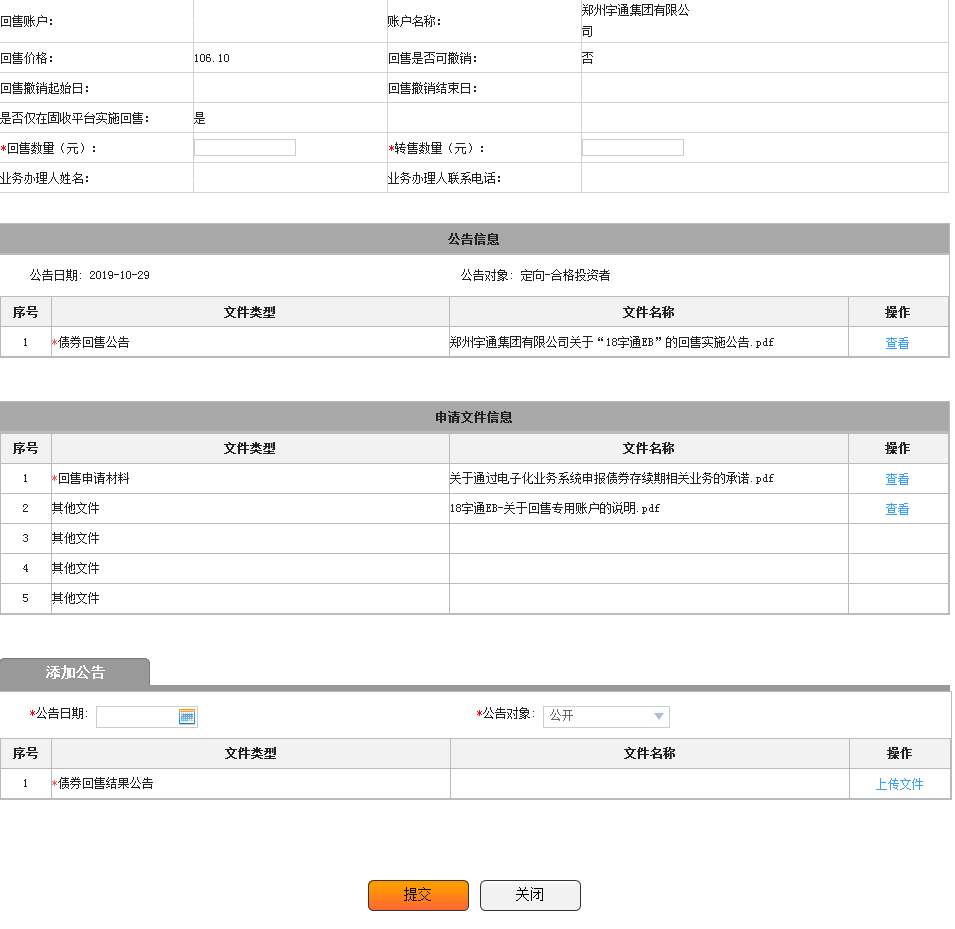 回售账户： 账户名称： 郑州宇通集团有限公
司
回售价格： 106.10 回售是否可撤销： 否
回售撤销起始日： 回售撤销结束日：
是否仅在固收平台实施回售： 是
*回售数量（元）： *转售数量（元）：
业务办理人姓名： 业务办理人联系电话：
公告信息
公告日期: 2019-10-29 公告对象: 定向-合格投资者
序号 文件类型 文件名称 操作
1 *债券回售公告 郑州宇通集团有限公司关于“18宇通EB”的回售实施公告.pdf 查看
申请文件信息
序号 文件类型 文件名称 操作
1 *回售申请材料 关于通过电子化业务系统申报债券存续期相关业务的承诺.pdf 查看
2 其他文件 18宇通EB-关于回售专用账户的说明.pdf 查看
3 其他文件
4 其他文件
5 其他文件
添加公告
*公告日期: *公告对象: 公开
序号 文件类型 文件名称 操作
1 *债券回售结果公告 上传文件
提交 关闭